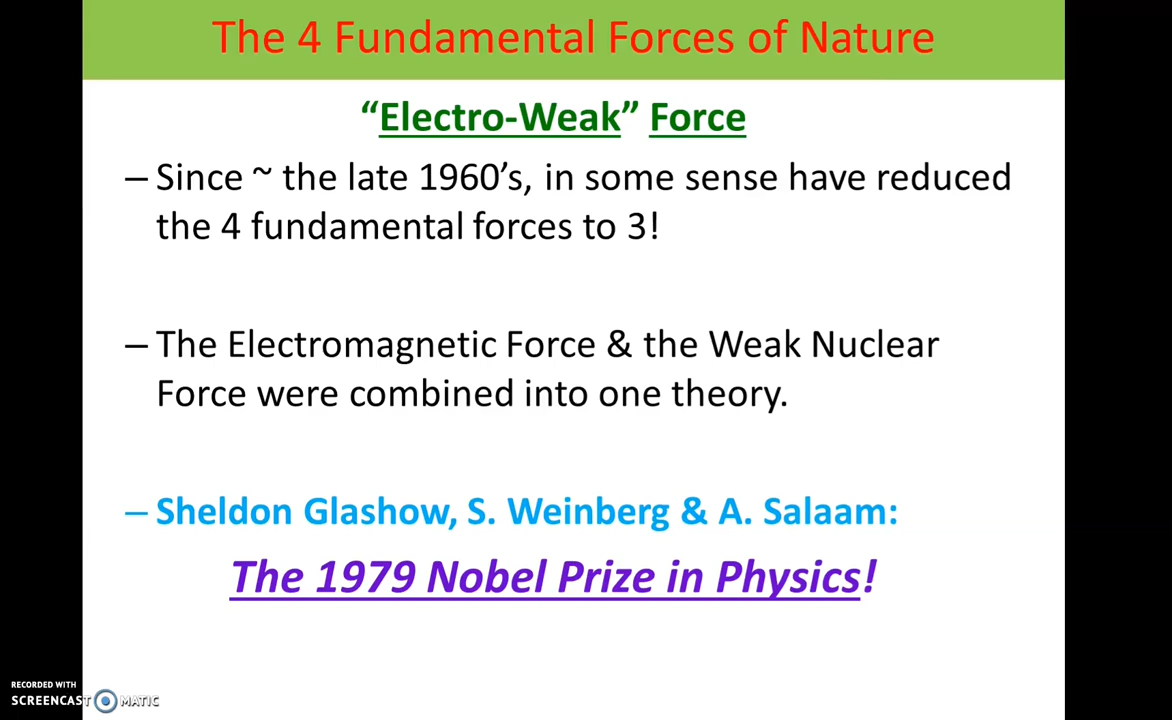 The 4 Fundamental Forces of Nature
“Electro-Weak” Force
– Since ~ the late 1960’s, in some sense have reduced
the 4 fundamental forces to 3!
– The Electromagnetic Force & the Weak Nuclear
Force were combined into one theory.
– Sheldon Glashow, S. Weinberg & A. Salaam:
The 1979 Nobel Prize in Physics!
RECORDED WITH
SCREENCAST MATIC